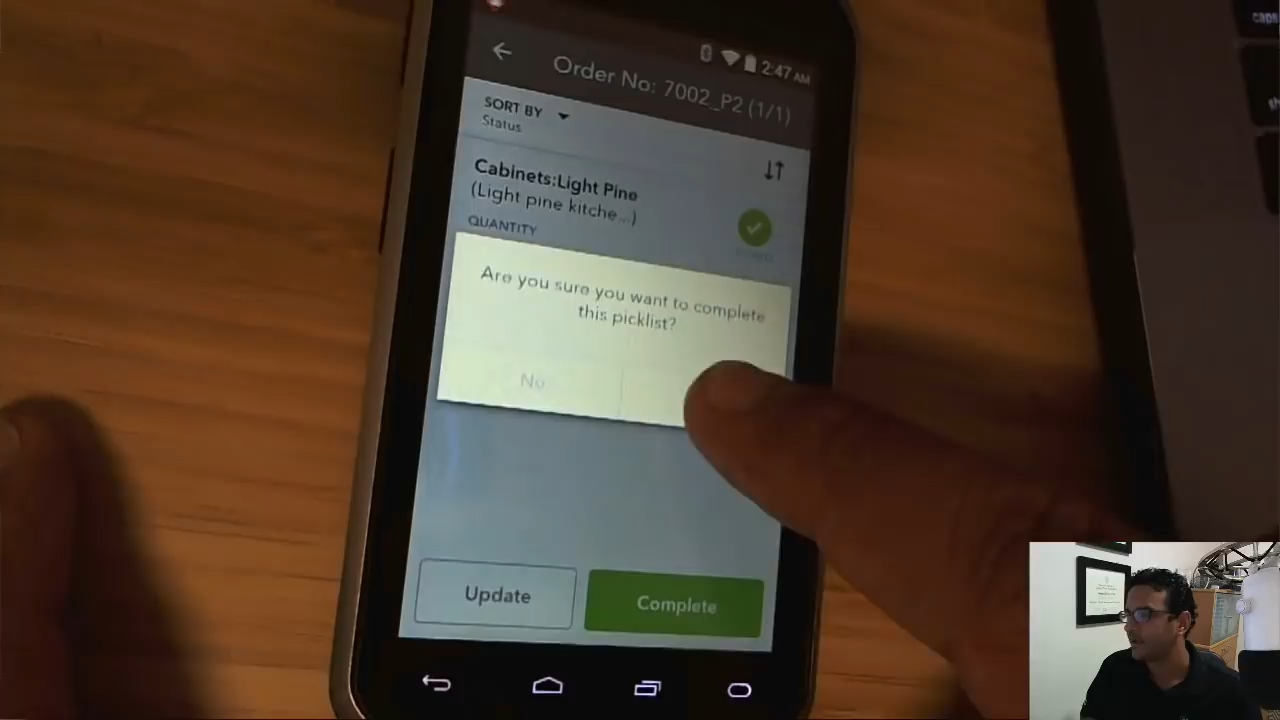 2:47 AM
Order No: 7002_P2 (1/1)
SORT BY
Status
Cabinets:Light Pine
(Light pine kitche...)
QUANTITY
Are you sure you want to complete
this picklist?
No
Update
Complete
caps